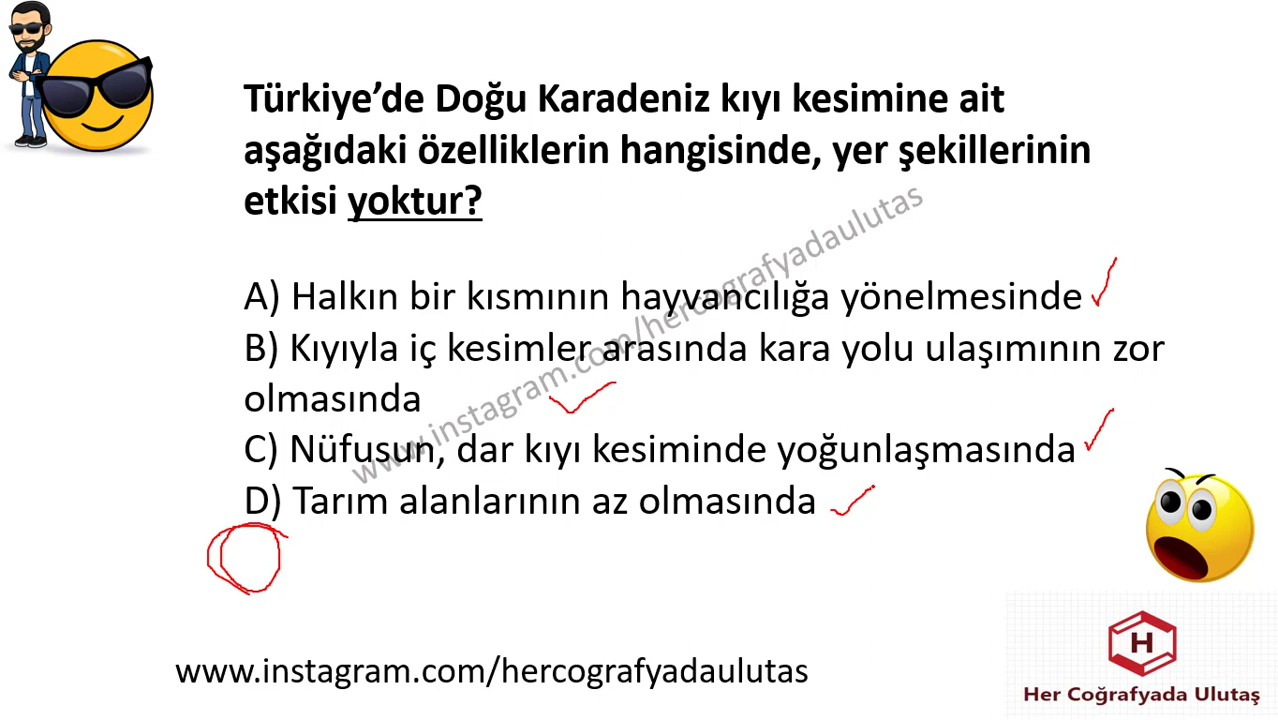 Türkiye’de Doğu Karadeniz kıyı kesimine ait
aşağıdaki özelliklerin hangisinde, yer şekillerinin
etkisi yoktur?
A) Halkın bir kısmının hayvancılığa yönelmesinde
B) Kıyıyla iç kesimler arasında kara yolu ulaşımının zor
olmasında
C) Nüfusun, dar kıyı kesiminde yoğunlaşmasında
D) Tarım alanlarının az olmasında
www.instagram.com/hercografyadaulutas
www.instagram.com/hercografyadaulutas
H
Her Coğrafyada Ulutaş